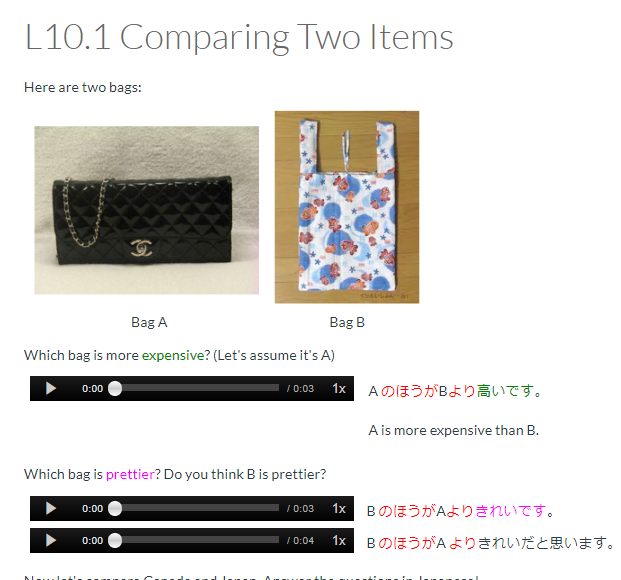 L10.1 Comparing Two Items
Here are two bags:
Bag A
Bag B
Which bag is more expensive? (Let's assume it's A)
0:00 / 0:03 1x
A のほうがBより高いです。
A is more expensive than B.
Which bag is prettier? Do you think B is prettier?
0:00 / 0:03 1x
B のほうがAよりきれいです。
0:00 / 0:04 1x
B のほうがA よりきれいだと思います。
Now let's compare Canada and Japan. Answer the questions in Japanese!